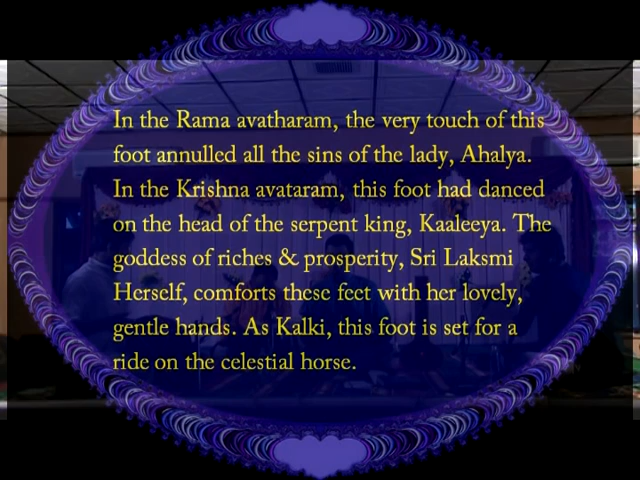 In the Rama avatharam, the very touch of this
foot annulled all the sins of the lady, Ahalya.
In the Krishna avataram, this foot had danced
on the head of the serpent king, Kaaleeya. The
goddess of riches & prosperity, Sri Laksmi
Herself, comforts these feet with her lovely,
gentle hands. As Kalki, this foot is set for a
ride on the celestial horse.